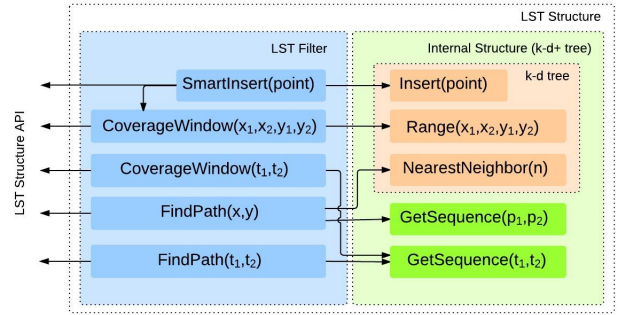 LST Structure
LST Filter
Internal Structure (k-d+ tree)
k-d tree
SmartInsert(point)
Insert(point)
CoverageWindow(x₁,x₂,y₁,y₂)
Range(x₁,x₂,y₁,y₂)
CoverageWindow(t₁,t₂)
NearestNeighbor(n)
FindPath(x,y)
GetSequence(p₁,p₂)
FindPath(t₁,t₂)
GetSequence(t₁,t₂)
LST Structure API